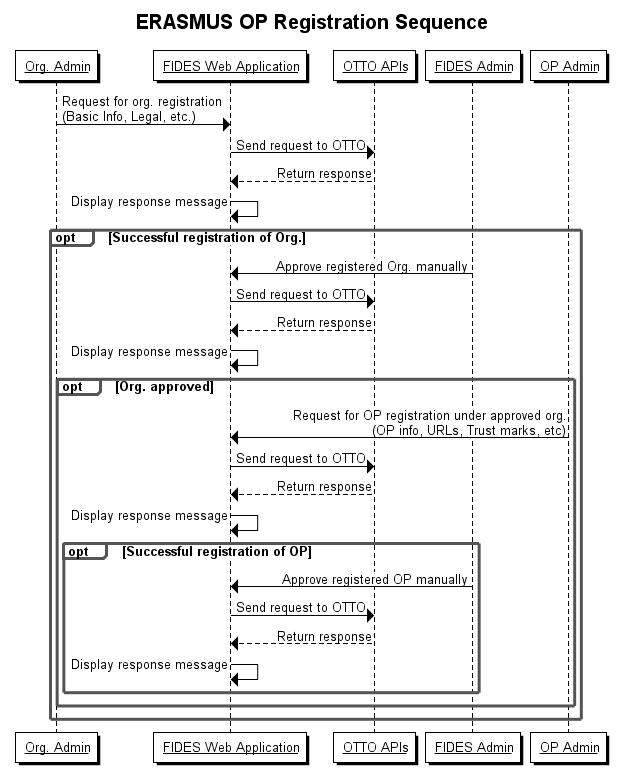 ERASMUS OP Registration Sequence
Org. Admin
FIDES Web Application
OTTO APIs
FIDES Admin
OP Admin
Request for org. registration
(Basic Info, Legal, etc.)
Send request to OTTO
Return response
Display response message
opt
[Successful registration of Org.]
Approve registered Org. manually
Send request to OTTO
Return response
Display response message
opt
[Org. approved]
Request for OP registration under approved org.
(OP info, URLs, Trust marks, etc)
Send request to OTTO
Return response
Display response message
opt
[Successful registration of OP]
Approve registered OP manually
Send request to OTTO
Return response
Display response message
Org. Admin
FIDES Web Application
OTTO APIs
FIDES Admin
OP Admin